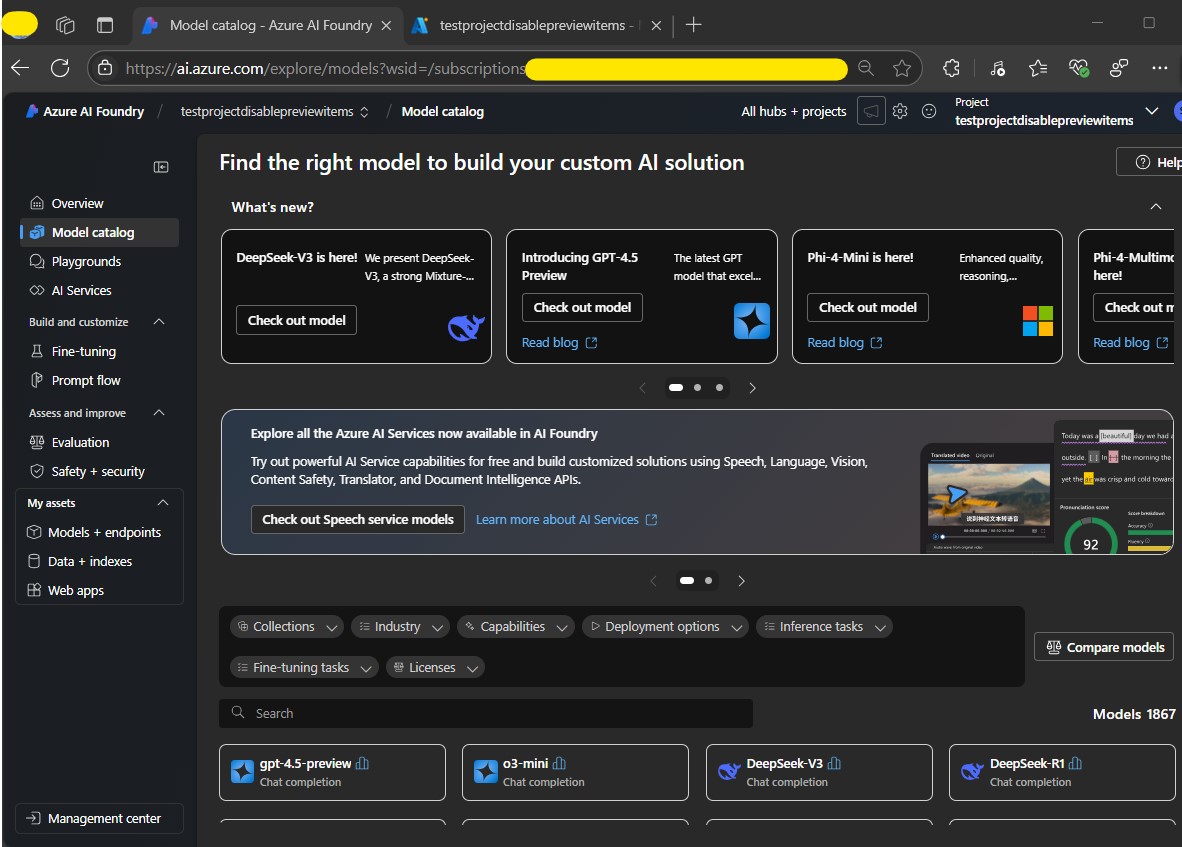 Model catalog - Azure AI Foundry
testprojectdisablepreviewitems -
https://ai.azure.com/explore/models?wsid=/subscriptions
Azure AI Foundry / testprojectdisablepreviewitems / Model catalog
All hubs + projects
Project
testprojectdisablepreviewitems
Overview
Model catalog
Playgrounds
AI Services
Build and customize
Fine-tuning
Prompt flow
Assess and improve
Evaluation
Safety + security
My assets
Models + endpoints
Data + indexes
Web apps
Management center
Find the right model to build your custom AI solution
Help
What's new?
DeepSeek-V3 is here!
We present DeepSeek-
V3, a strong Mixture-...
Check out model
Introducing GPT-4.5
Preview
The latest GPT
model that excel...
Check out model
Read blog
Phi-4-Mini is here!
Enhanced quality,
reasoning,...
Check out model
Read blog
Phi-4-Multimo
here!
Check out m
Read blog
Explore all the Azure AI Services now available in AI Foundry
Try out powerful AI Service capabilities for free and build customized solutions using Speech, Language, Vision,
Content Safety, Translator, and Document Intelligence APIs.
Check out Speech service models
Learn more about AI Services
Translated video Original
Today was a [beautiful] day we had a
outside. [ ] In the morning the
yet the air was crisp and cold toward
Pronunciation score
92
Score breakdown
Accuracy
Fluency
Collections
Industry
Capabilities
Deployment options
Inference tasks
Fine-tuning tasks
Licenses
Compare models
Search
Models 1867
gpt-4.5-preview
Chat completion
o3-mini
Chat completion
DeepSeek-V3
Chat completion
DeepSeek-R1
Chat completion